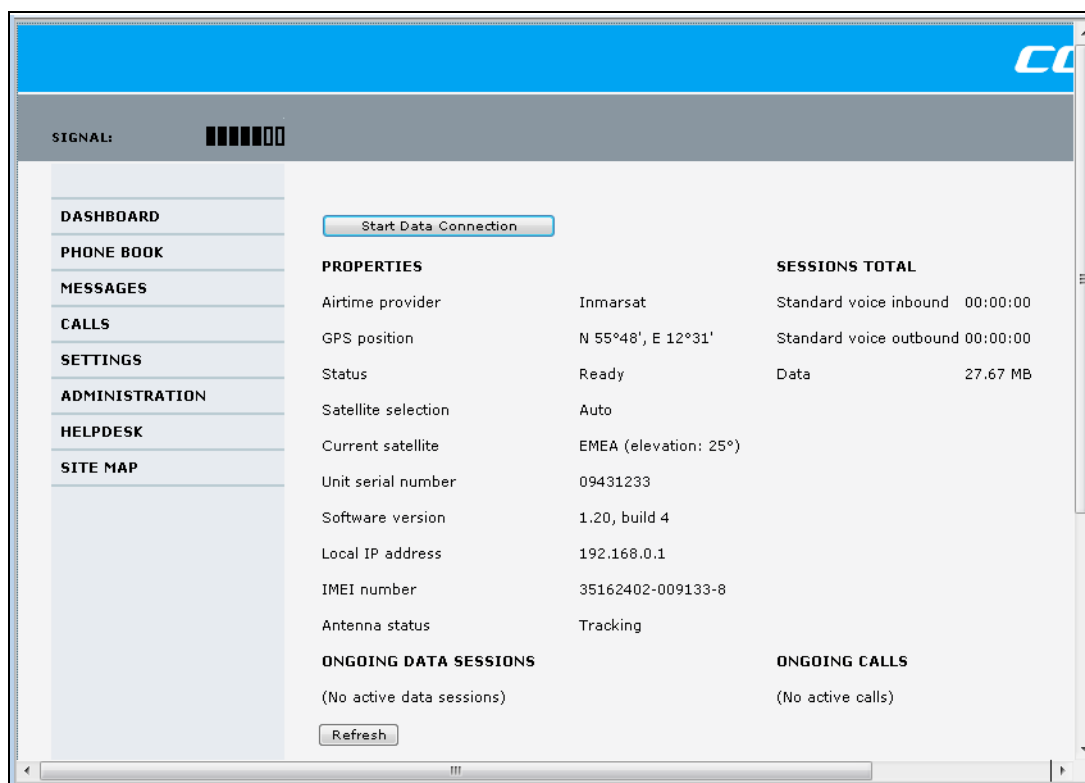 SIGNAL:
DASHBOARD
PHONE BOOK
MESSAGES
CALLS
SETTINGS
ADMINISTRATION
HELPDESK
SITE MAP
Start Data Connection
PROPERTIES
Airtime provider Inmarsat
GPS position N 55°48', E 12°31'
Status Ready
Satellite selection Auto
Current satellite EMEA (elevation: 25°)
Unit serial number 09431233
Software version 1.20, build 4
Local IP address 192.168.0.1
IMEI number 35162402-009133-8
Antenna status Tracking
SESSIONS TOTAL
Standard voice inbound 00:00:00
Standard voice outbound 00:00:00
Data 27.67 MB
ONGOING DATA SESSIONS
(No active data sessions)
ONGOING CALLS
(No active calls)
Refresh